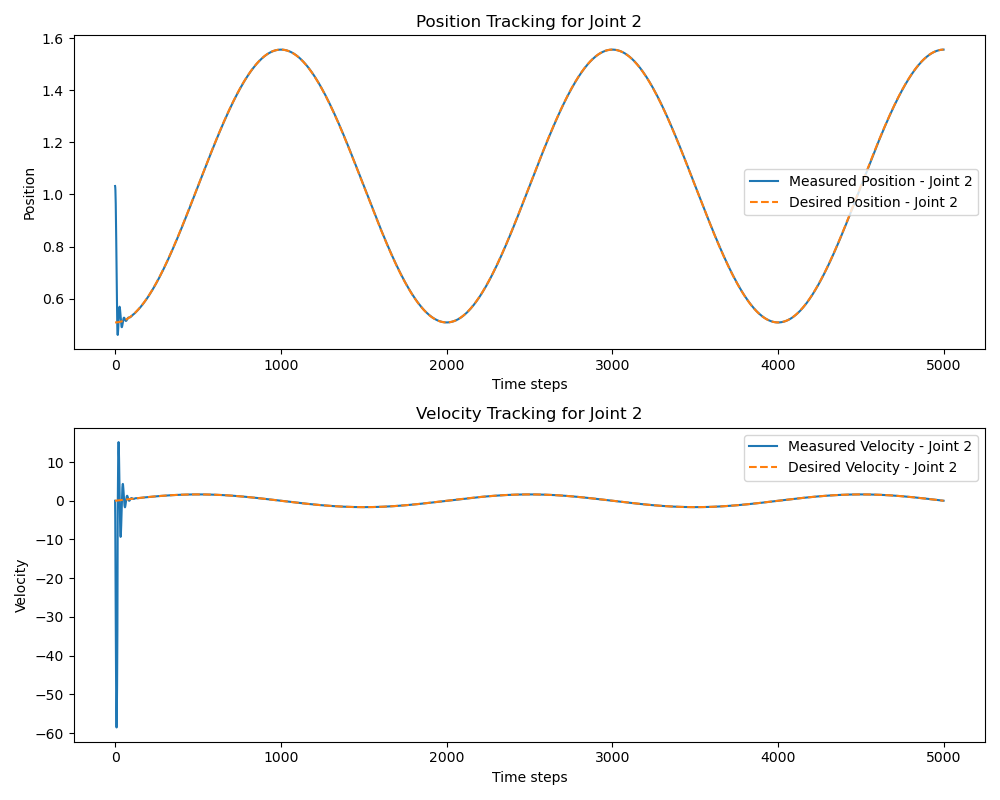 Position Tracking for Joint 2
1.6
1.4
1.2
1.0
0.8
0.6
Position
Measured Position - Joint 2
Desired Position - Joint 2
0 1000 2000 3000 4000 5000
Time steps
Velocity Tracking for Joint 2
10
0
−10
−20
−30
−40
−50
−60
Velocity
Measured Velocity - Joint 2
Desired Velocity - Joint 2
0 1000 2000 3000 4000 5000
Time steps